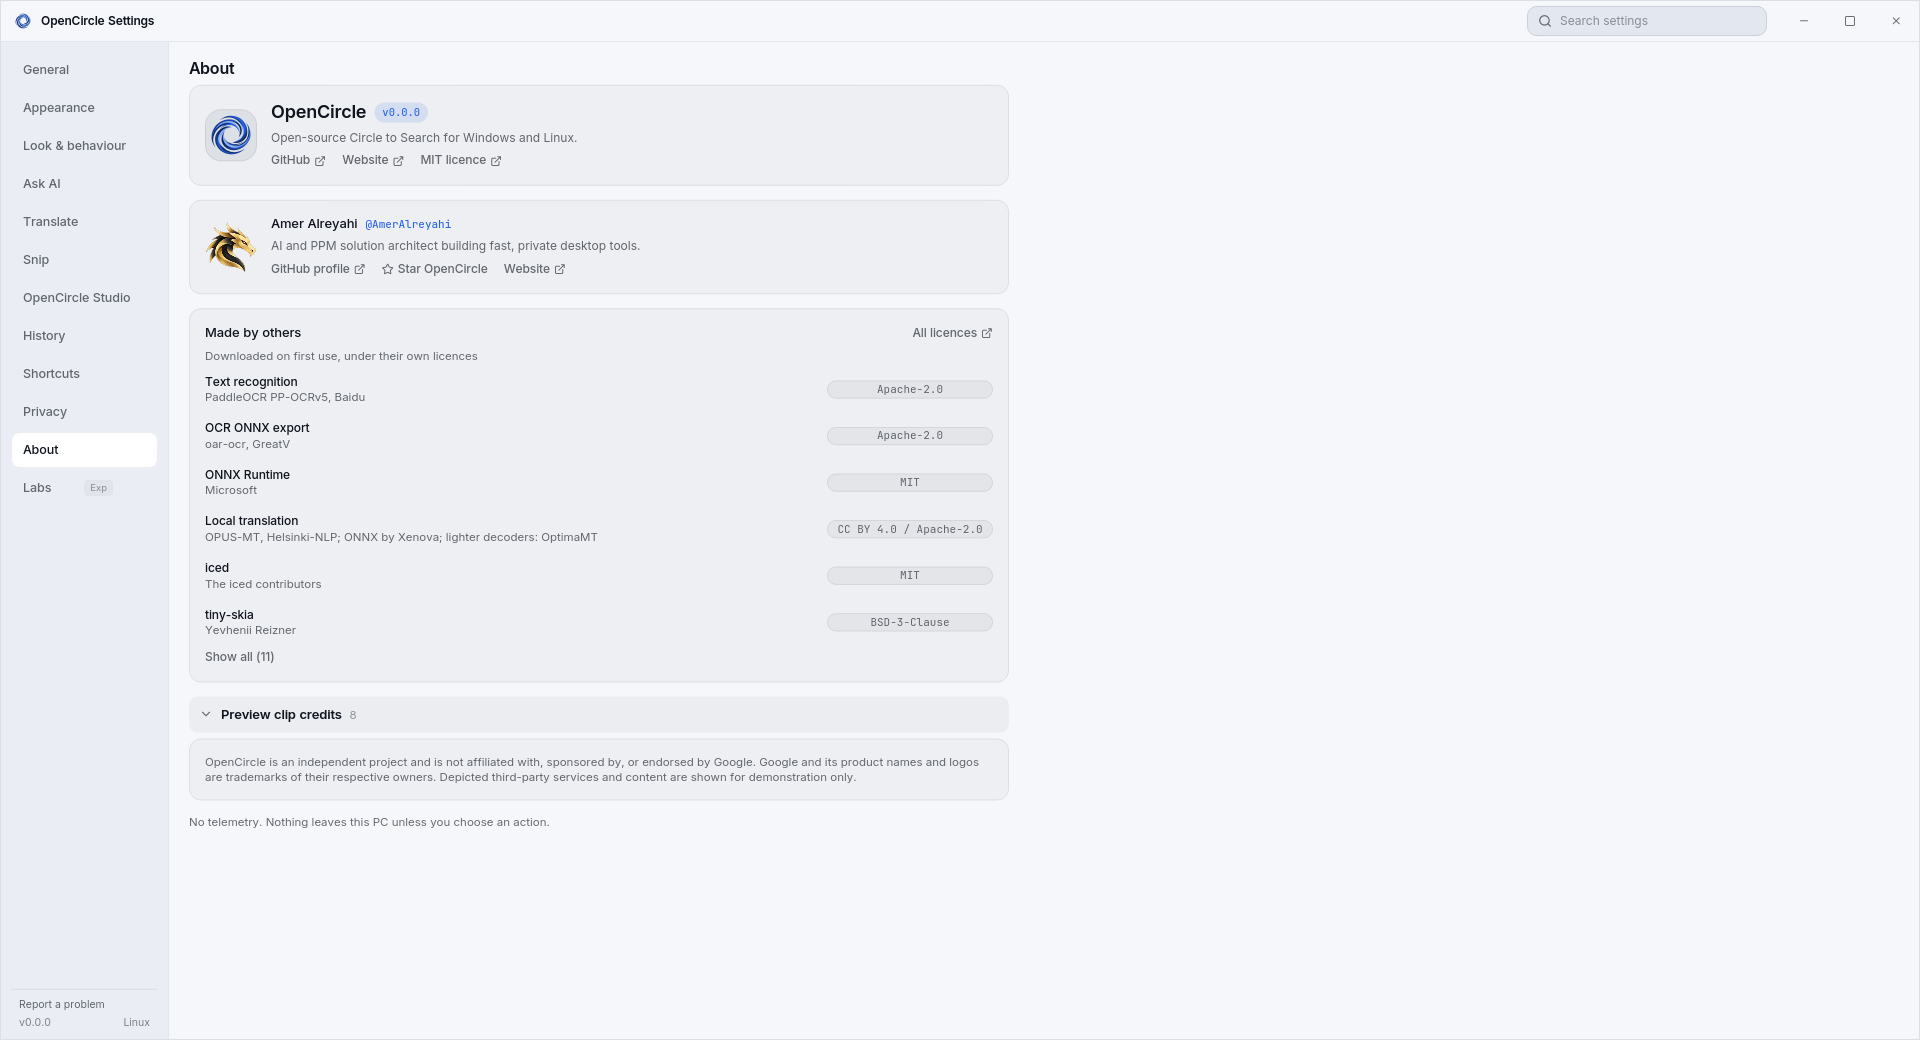 OpenCircle Settings
Search settings
General
Appearance
Look & behaviour
Ask AI
Translate
Snip
OpenCircle Studio
History
Shortcuts
Privacy
About
Labs Exp
Report a problem
v0.0.0 Linux
About
OpenCircle v0.0.0
Open-source Circle to Search for Windows and Linux.
GitHub Website MIT licence
Amer Alreyahi @AmerAlreyahi
AI and PPM solution architect building fast, private desktop tools.
GitHub profile Star OpenCircle Website
Made by others All licences
Downloaded on first use, under their own licences
Text recognition
PaddleOCR PP-OCRv5, Baidu
Apache-2.0
OCR ONNX export
oar-ocr, GreatV
Apache-2.0
ONNX Runtime
Microsoft
MIT
Local translation
OPUS-MT, Helsinki-NLP; ONNX by Xenova; lighter decoders: OptimaMT
CC BY 4.0 / Apache-2.0
iced
The iced contributors
MIT
tiny-skia
Yevhenii Reizner
BSD-3-Clause
Show all (11)
Preview clip credits 8
OpenCircle is an independent project and is not affiliated with, sponsored by, or endorsed by Google. Google and its product names and logos
are trademarks of their respective owners. Depicted third-party services and content are shown for demonstration only.
No telemetry. Nothing leaves this PC unless you choose an action.